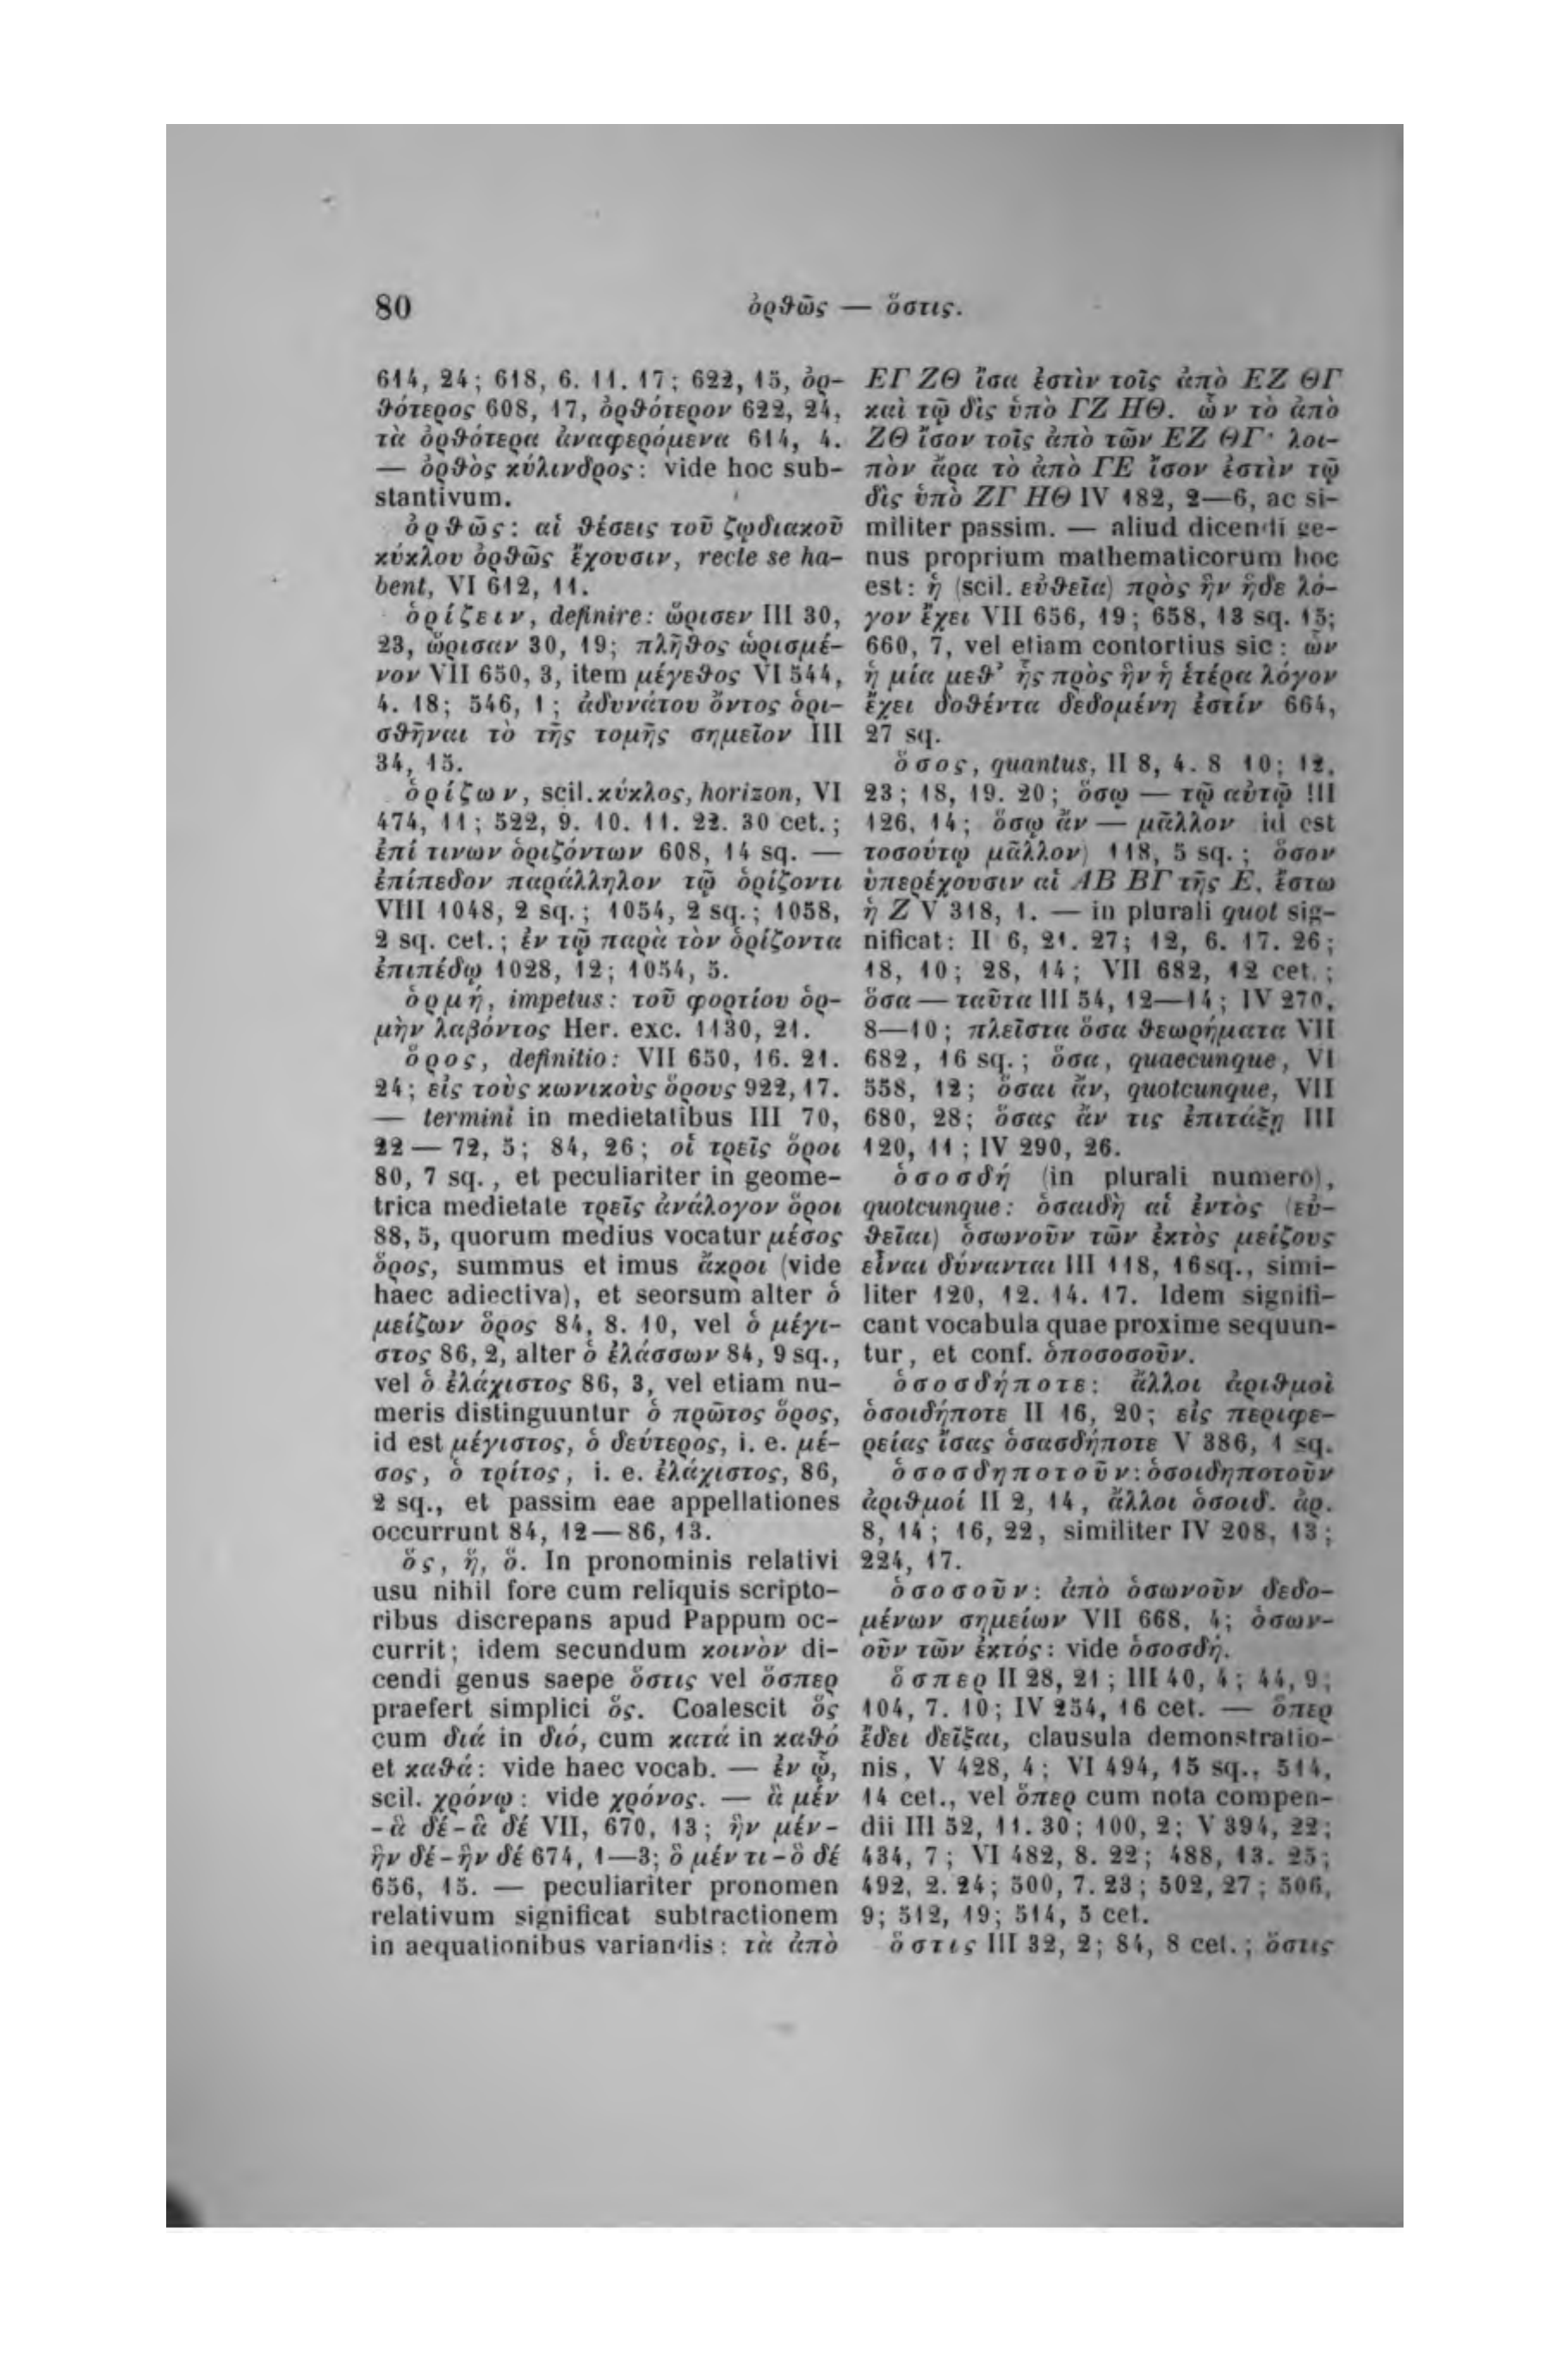 80
ὀρθῶς — ὅστις.
614, 24; 618, 6. 11. 17; 622, 15, ὀρ-
θότερος 608, 17, ὀρθότερον 622, 24,
τὰ ὀρθότερα ἀναφερόμενα 614, 4.
— ὀρθὸς κύλινδρος: vide hoc sub-
stantivum.
ὀρθῶς: αἱ θέσεις τοῦ ζῳδιακοῦ
κύκλου ὀρθῶς ἔχουσιν, recte se ha-
bent, VI 612, 11.
ὁρίζειν, definire: ὥρισεν III 30,
23, ὥρισαν 30, 19; πλῆθος ὡρισμέ-
νον VII 650, 3, item μέγεθος VI 544,
4. 18; 546, 1; ἀδυνάτου ὄντος ὁρι-
σθῆναι τὸ τῆς τομῆς σημεῖον III
34, 15.
ὁρίζων, scil. κύκλος, horizon, VI
474, 11; 522, 9. 10. 11. 22. 30 cet.;
ἐπί τινων ὁριζόντων 608, 14 sq. —
ἐπίπεδον παράλληλον τῷ ὁρίζοντι
VIII 1048, 2 sq.; 1054, 2 sq.; 1058,
2 sq. cet.; ἐν τῷ παρὰ τὸν ὁρίζοντα
ἐπιπέδῳ 1028, 12; 1054, 5.
ὁρμή, impetus: τοῦ φορτίου ὁρ-
μὴν λαβόντος Her. exc. 1130, 21.
ὅρος, definitio: VII 650, 16. 21.
24; εἰς τοὺς κωνικοὺς ὅρους 922, 17.
— termini in medietatibus III 70,
22 — 72, 5; 84, 26; οἱ τρεῖς ὅροι
80, 7 sq., et peculiariter in geome-
trica medietate τρεῖς ἀνάλογον ὅροι
88, 5, quorum medius vocatur μέσος
ὅρος, summus et imus ἄκροι (vide
haec adiectiva), et seorsum alter ὁ
μείζων ὅρος 84, 8. 10, vel ὁ μέγι-
στος 86, 2, alter ὁ ἐλάσσων 84, 9 sq.,
vel ὁ ἐλάχιστος 86, 3, vel etiam nu-
meris distinguuntur ὁ πρῶτος ὅρος,
id est μέγιστος, ὁ δεύτερος, i. e. μέ-
σος, ὁ τρίτος, i. e. ἐλάχιστος, 86,
2 sq., et passim eae appellationes
occurrunt 84, 12 — 86, 13.
ὅς, ἥ, ὅ. In pronominis relativi
usu nihil fore cum reliquis scripto-
ribus discrepans apud Pappum oc-
currit; idem secundum κοινὸν di-
cendi genus saepe ὅστις vel ὅσπερ
praefert simplici ὅς. Coalescit ὅς
cum διά in διό, cum κατά in καθό
et καθά: vide haec vocab. — ἐν ᾧ,
scil. χρόνῳ: vide χρόνος. — ἃ μέν
- ἃ δέ - ἃ δέ VII, 670, 13; ἣν μέν -
ἣν δέ - ἣν δέ 674, 1—3; ὃ μέν τι - ὃ δέ
656, 15. — peculiariter pronomen
relativum significat subtractionem
in aequationibus variandis: τὰ ἀπὸ
ΕΓ ΖΘ ἴσα ἐστὶν τοῖς ἀπὸ ΕΖ ΘΓ
καὶ τῷ δὶς ὑπὸ ΓΖ ΗΘ. ὧν τὸ ἀπὸ
ΖΘ ἴσον τοῖς ἀπὸ τῶν ΕΖ ΘΓ· λοι-
πὸν ἄρα τὸ ἀπὸ ΓΕ ἴσον ἐστὶν τῷ
δὶς ὑπὸ ΖΓ ΗΘ IV 182, 2—6, ac si-
militer passim. — aliud dicendi ge-
nus proprium mathematicorum hoc
est: ἡ (scil. εὐθεῖα) πρὸς ἣν ἥδε λό-
γον ἔχει VII 656, 19; 658, 13 sq. 15;
660, 7, vel etiam contortius sic: ὧν
ἡ μία μεθ’ ἧς πρὸς ἣν ἡ ἑτέρα λόγον
ἔχει δοθέντα δεδομένη ἐστίν 664,
27 sq.
ὅσος, quantus, II 8, 4. 8 10; 12,
23; 18, 19. 20; ὅσῳ — τῷ αὐτῷ III
126, 14; ὅσῳ ἄν — μᾶλλον id est
τοσούτῳ μᾶλλον) 118, 5 sq.; ὅσον
ὑπερέχουσιν αἱ ΑΒ ΒΓ τῆς Ε, ἔστω
ἡ Ζ V 318, 1. — in plurali quot sig-
nificat: II 6, 21. 27; 12, 6. 17. 26;
18, 10; 28, 14; VII 682, 12 cet.;
ὅσα — ταῦτα III 54, 12—14; IV 270,
8—10; πλεῖστα ὅσα θεωρήματα VII
682, 16 sq.; ὅσα, quaecunque, VI
558, 12; ὅσαι ἄν, quotcunque, VII
680, 28; ὅσας ἄν τις ἐπιτάξῃ III
120, 11; IV 290, 26.
ὁσοσδή (in plurali numero),
quotcunque: ὁσαιδὴ αἱ ἐντὸς (εὐ-
θεῖαι) ὁσωνοῦν τῶν ἐκτὸς μείζους
εἶναι δύνανται III 118, 16 sq., simi-
liter 120, 12. 14. 17. Idem signifi-
cant vocabula quae proxime sequun-
tur, et conf. ὁποσοσοῦν.
ὁσοσδήποτε: ἄλλοι ἀριθμοὶ
ὁσοιδήποτε II 16, 20; εἰς περιφε-
ρείας ἴσας ὁσασδήποτε V 386, 1 sq.
ὁσοσδηποτοῦν: ὁσοιδηποτοῦν
ἀριθμοί II 2, 14, ἄλλοι ὁσοιδ. ἀρ.
8, 14; 16, 22, similiter IV 208, 13;
224, 17.
ὁσοσοῦν: ἀπὸ ὁσωνοῦν δεδο-
μένων σημείων VII 668, 4; ὁσων-
οῦν τῶν ἐκτός: vide ὁσοσδή.
ὅσπερ II 28, 21; III 40, 4; 44, 9;
104, 7. 10; IV 254, 16 cet. — ὅπερ
ἔδει δεῖξαι, clausula demonstratio-
nis, V 428, 4; VI 494, 15 sq., 514,
14 cet., vel ὅπερ cum nota compen-
dii III 52, 11. 30; 100, 2; V 394, 22;
434, 7; VI 482, 8. 22; 488, 13. 25;
492, 2. 24; 500, 7. 23; 502, 27; 506,
9; 512, 19; 514, 5 cet.
ὅστις III 32, 2; 84, 8 cet.; ὅστις